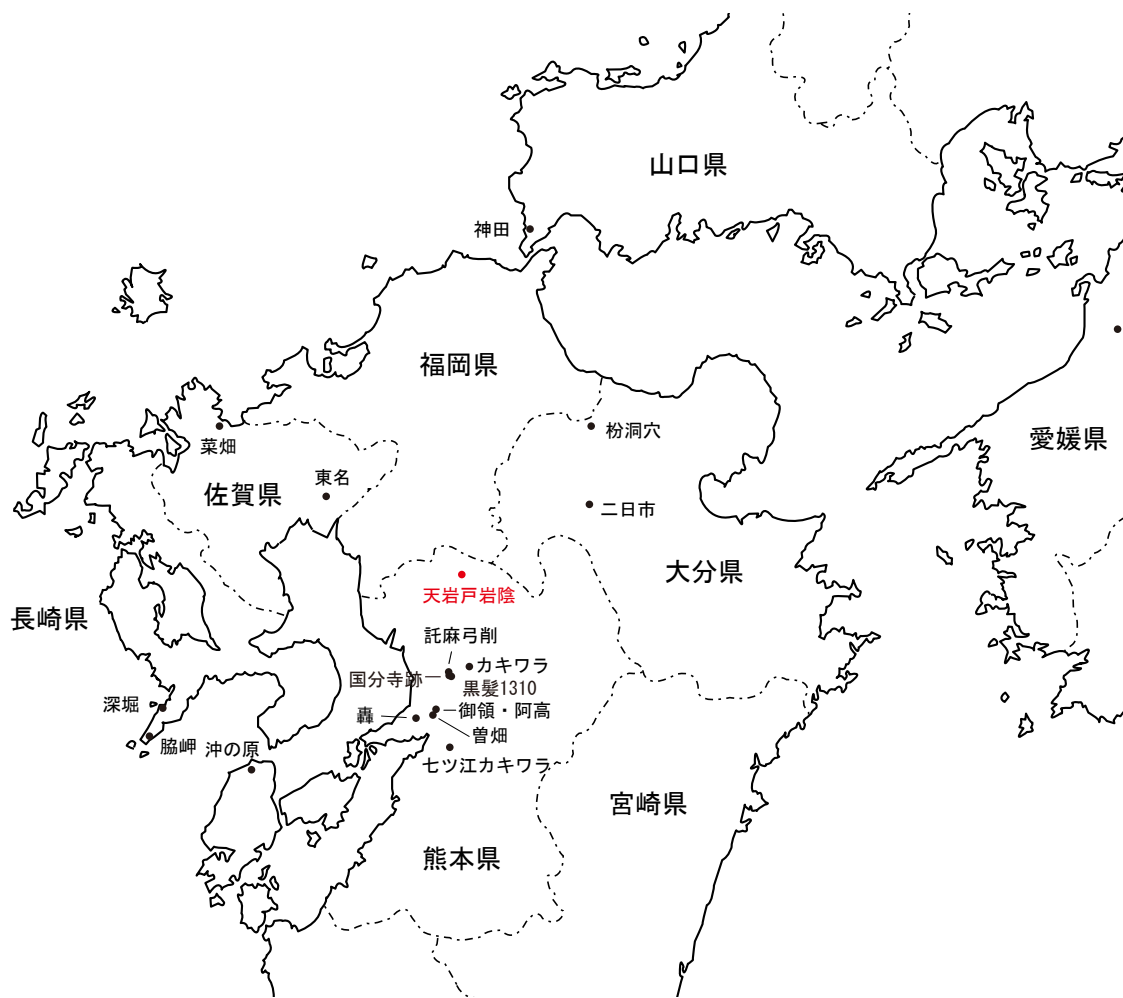 山口県
神田
福岡県
枌洞穴
愛媛県
菜畑
東名
佐賀県
二日市
大分県
天岩戸岩陰
長崎県
託麻弓削
カキワラ
国分寺跡
黒髪1310
深堀
轟
御領・阿高
脇岬
曽畑
沖の原
七ツ江カキワラ
宮崎県
熊本県